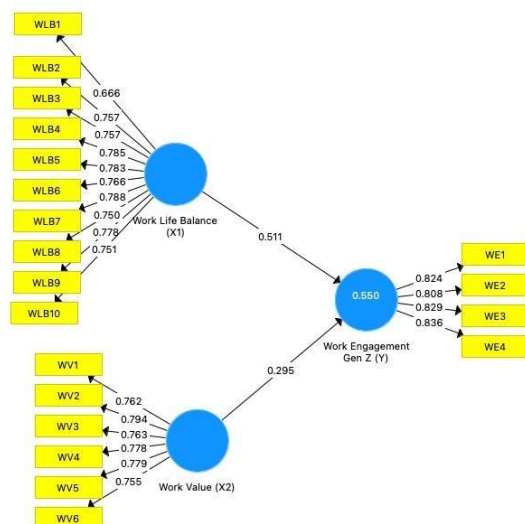 WLB1
WLB2
WLB3
WLB4
WLB5
WLB6
WLB7
WLB8
WLB9
WLB10
0.666
0.757
0.757
0.785
0.783
0.766
0.788
0.750
0.778
0.751
Work Life Balance
(X1)
0.511
0.550
Work Engagement
Gen Z (Y)
0.824
0.808
0.829
0.836
WE1
WE2
WE3
WE4
0.295
WV1
WV2
WV3
WV4
WV5
WV6
0.762
0.794
0.763
0.778
0.779
0.755
Work Value (X2)